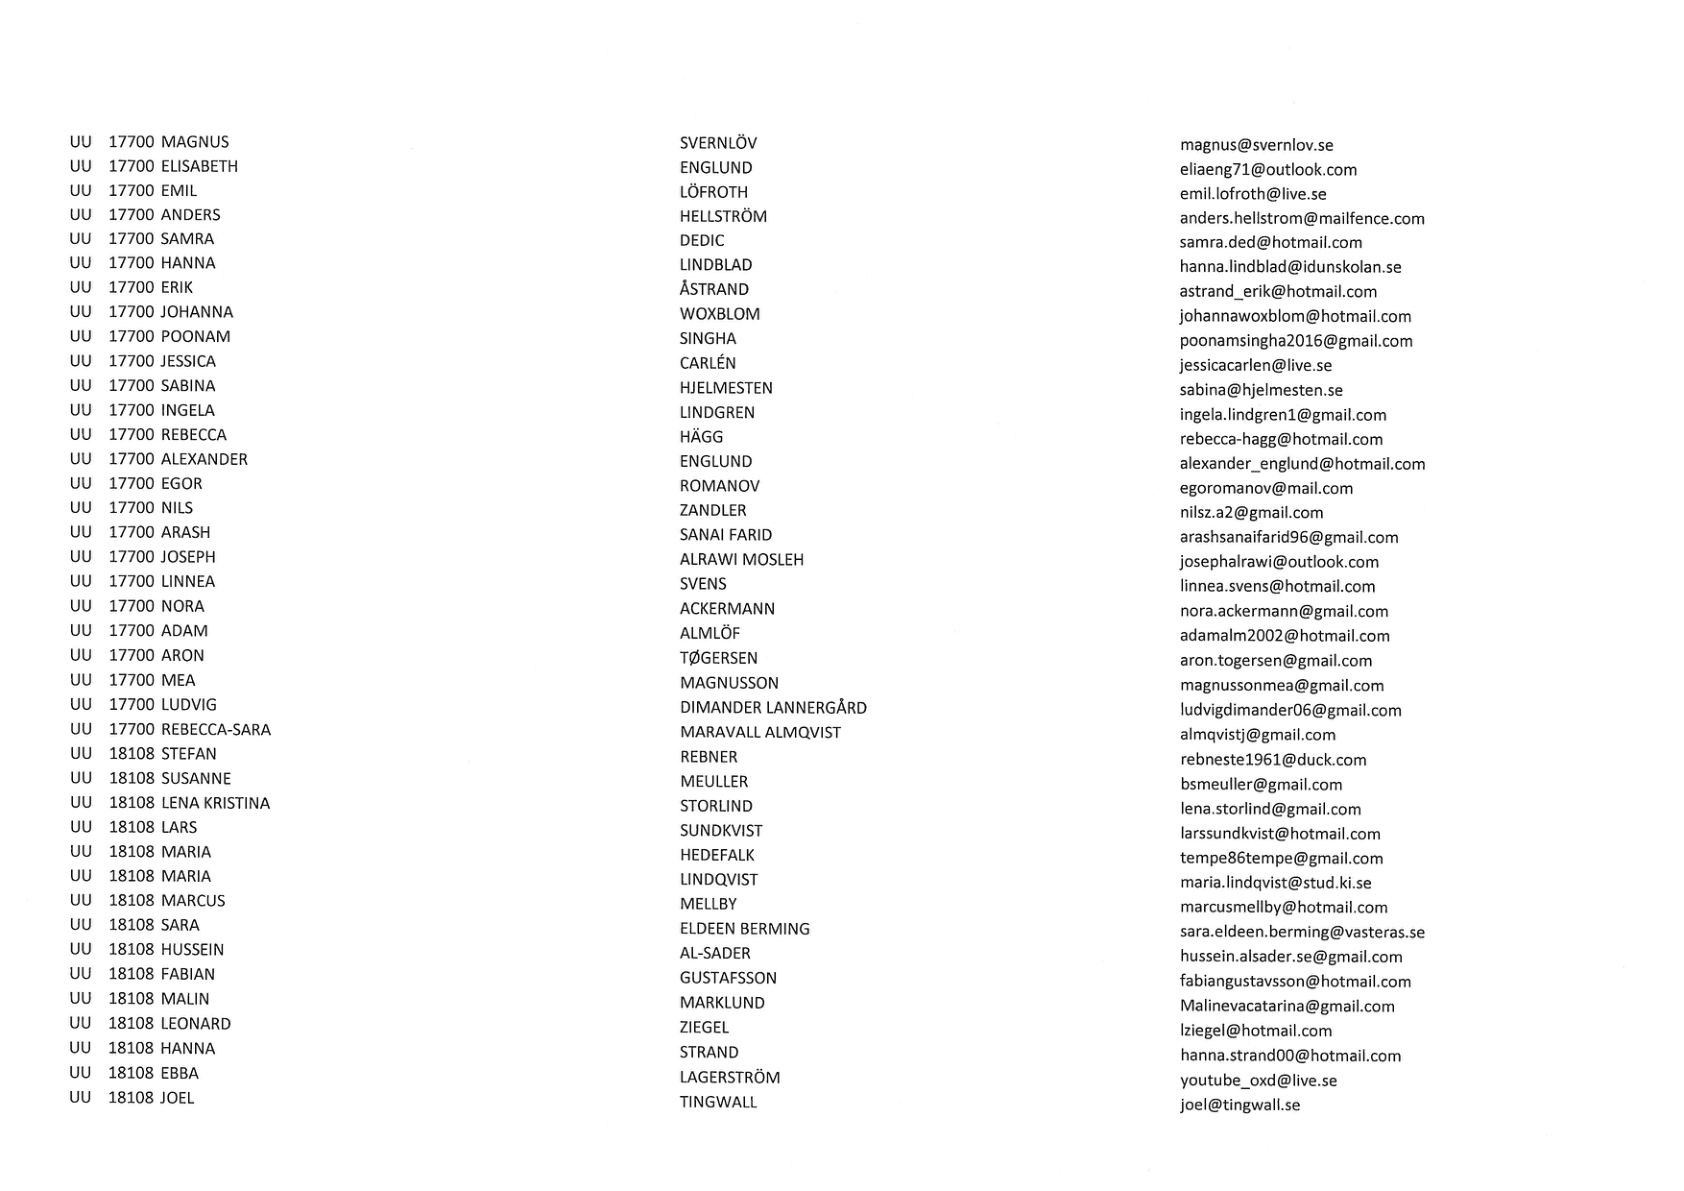 UU 17700 MAGNUS SVERNLÖV magnus@svernlov.se
UU 17700 ELISABETH ENGLUND eliaeng71@outlook.com
UU 17700 EMIL LÖFROTH emil.lofroth@live.se
UU 17700 ANDERS HELLSTRÖM anders.hellstrom@mailfence.com
UU 17700 SAMRA DEDIC samra.ded@hotmail.com
UU 17700 HANNA LINDBLAD hanna.lindblad@idunskolan.se
UU 17700 ERIK ÅSTRAND astrand_erik@hotmail.com
UU 17700 JOHANNA WOXBLOM johannawoxblom@hotmail.com
UU 17700 POONAM SINGHA poonamsingha2016@gmail.com
UU 17700 JESSICA CARLÉN jessicacarlen@live.se
UU 17700 SABINA HJELMESTEN sabina@hjelmesten.se
UU 17700 INGELA LINDGREN ingela.lindgren1@gmail.com
UU 17700 REBECCA HÄGG rebecca-hagg@hotmail.com
UU 17700 ALEXANDER ENGLUND alexander_englund@hotmail.com
UU 17700 EGOR ROMANOV egoromanov@mail.com
UU 17700 NILS ZANDLER nilsz.a2@gmail.com
UU 17700 ARASH SANAI FARID arashsanaifarid96@gmail.com
UU 17700 JOSEPH ALRAWI MOSLEH josephalrawi@outlook.com
UU 17700 LINNEA SVENS linnea.svens@hotmail.com
UU 17700 NORA ACKERMANN nora.ackermann@gmail.com
UU 17700 ADAM ALMLÖF adamalm2002@hotmail.com
UU 17700 ARON TØGERSEN aron.togersen@gmail.com
UU 17700 MEA MAGNUSSON magnussonmea@gmail.com
UU 17700 LUDVIG DIMANDER LANNERGÅRD ludvigdimander06@gmail.com
UU 17700 REBECCA-SARA MARAVALL ALMQVIST almqvistj@gmail.com
UU 18108 STEFAN REBNER rebneste1961@duck.com
UU 18108 SUSANNE MEULLER bsmeuller@gmail.com
UU 18108 LENA KRISTINA STORLIND lena.storlind@gmail.com
UU 18108 LARS SUNDKVIST larssundkvist@hotmail.com
UU 18108 MARIA HEDEFALK tempe86tempe@gmail.com
UU 18108 MARIA LINDQVIST maria.lindqvist@stud.ki.se
UU 18108 MARCUS MELLBY marcusmellby@hotmail.com
UU 18108 SARA ELDEEN BERMING sara.eldeen.berming@vasteras.se
UU 18108 HUSSEIN AL-SADER hussein.alsader.se@gmail.com
UU 18108 FABIAN GUSTAFSSON fabiangustavsson@hotmail.com
UU 18108 MALIN MARKLUND Malinevacatarina@gmail.com
UU 18108 LEONARD ZIEGEL lziegel@hotmail.com
UU 18108 HANNA STRAND hanna.strand00@hotmail.com
UU 18108 EBBA LAGERSTRÖM youtube_oxd@live.se
UU 18108 JOEL TINGWALL joel@tingwall.se